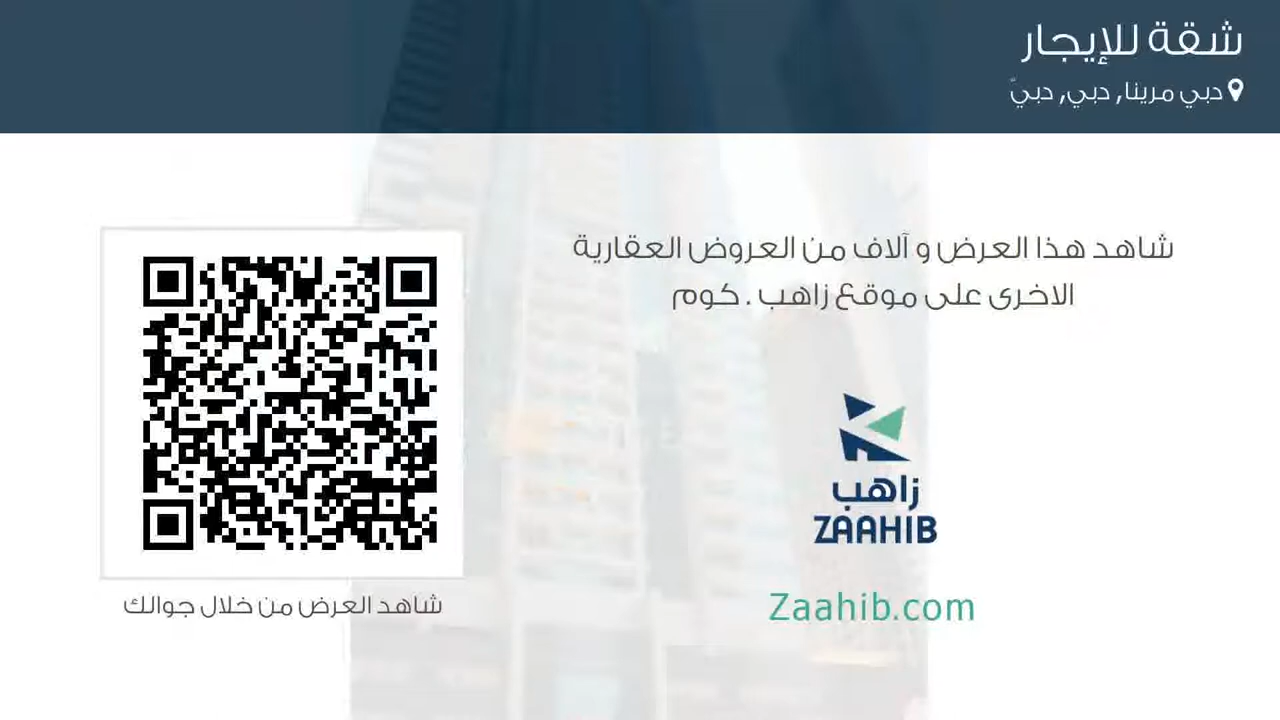 شقة للإيجار
دبي مرينا, دبي, دبيّ
شاهد هذا العرض و آلاف من العروض العقارية
الاخرى على موقع زاهب . كوم
زاهب
ZAAHIB
Zaahib.com
شاهد العرض من خلال جوالك